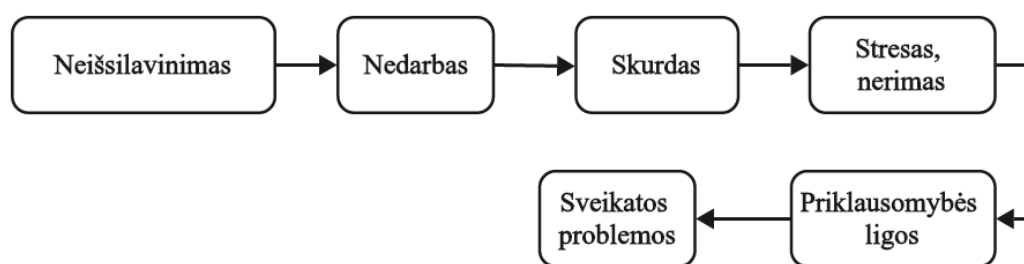 Neišsilavinimas
Nedarbas
Skurdas
Stresas,
nerimas
Priklausomybės
ligos
Sveikatos
problemos